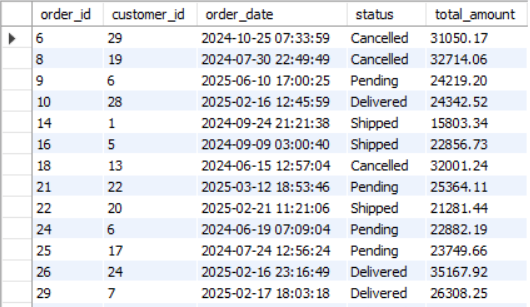 order_id customer_id order_date status total_amount
6 29 2024-10-25 07:33:59 Cancelled 31050.17
8 19 2024-07-30 22:49:49 Cancelled 32714.06
9 6 2025-06-10 17:00:25 Pending 24219.20
10 28 2025-02-16 12:45:59 Delivered 24342.52
14 1 2024-09-24 21:21:38 Shipped 15803.34
16 5 2024-09-09 03:00:40 Shipped 22856.73
18 13 2024-06-15 12:57:04 Cancelled 32001.24
21 22 2025-03-12 18:53:46 Pending 25364.11
22 20 2025-02-21 11:21:06 Shipped 21281.44
24 6 2024-06-19 07:09:04 Pending 22882.19
25 17 2024-07-24 12:56:24 Pending 23749.66
26 24 2025-02-16 23:16:49 Delivered 35167.92
29 7 2025-02-17 18:03:18 Delivered 26308.25